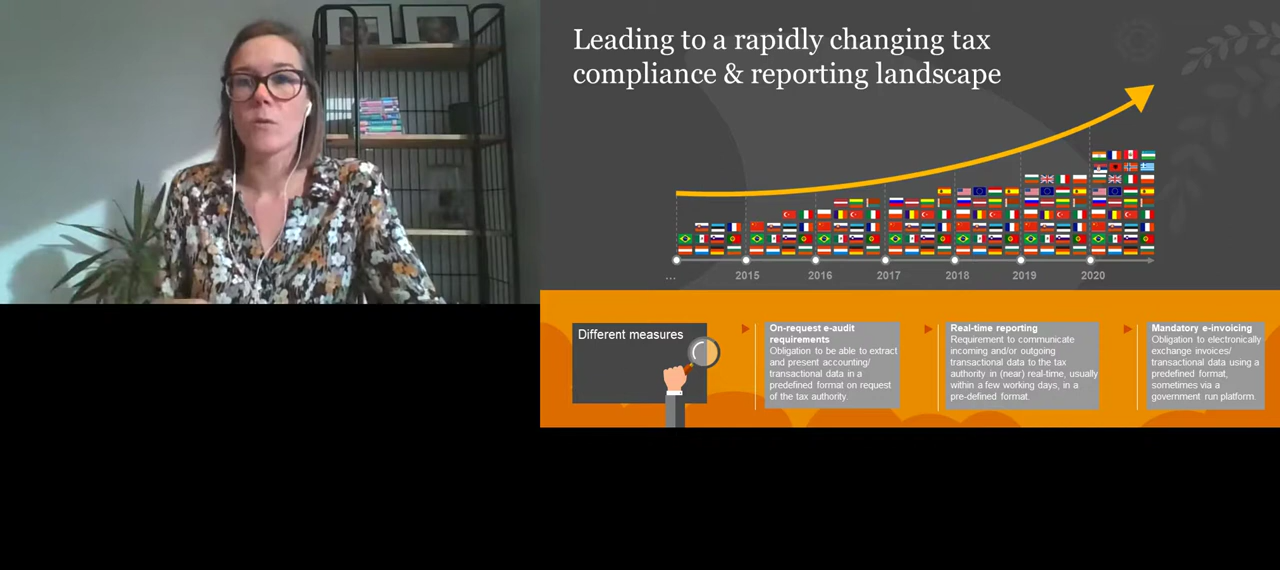 Leading to a rapidly changing tax
compliance & reporting landscape
...
2015
2016
2017
2018
2019
2020
Different measures
On-request e-audit
requirements
Obligation to be able to extract
and present accounting/
transactional data in a
predefined format on request
of the tax authority.
Real-time reporting
Requirement to communicate
incoming and/or outgoing
transactional data to the tax
authority in (near) real-time, usually
within a few working days, in a
pre-defined format.
Mandatory e-invoicing
Obligation to electronically
exchange invoices/
transactional data using a
predefined format,
sometimes via a
government run platform.